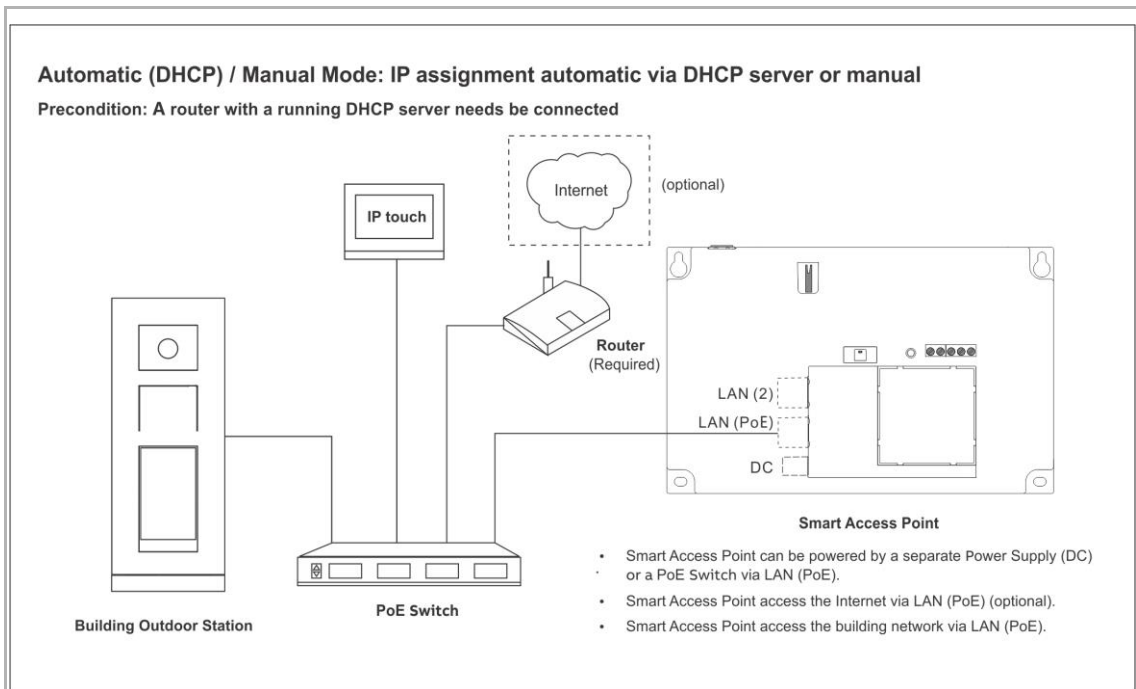 Automatic (DHCP) / Manual Mode: IP assignment automatic via DHCP server or manual
Precondition: A router with a running DHCP server needs be connected
Internet
(optional)
IP touch
Router
(Required)
LAN (2)
LAN (PoE)
DC
Smart Access Point
• Smart Access Point can be powered by a separate Power Supply (DC)
or a PoE Switch via LAN (PoE).
• Smart Access Point access the Internet via LAN (PoE) (optional).
• Smart Access Point access the building network via LAN (PoE).
PoE Switch
Building Outdoor Station